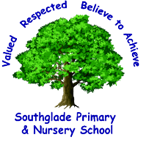 Valued Respected Believe to Achieve
Southglade Primary
& Nursery School